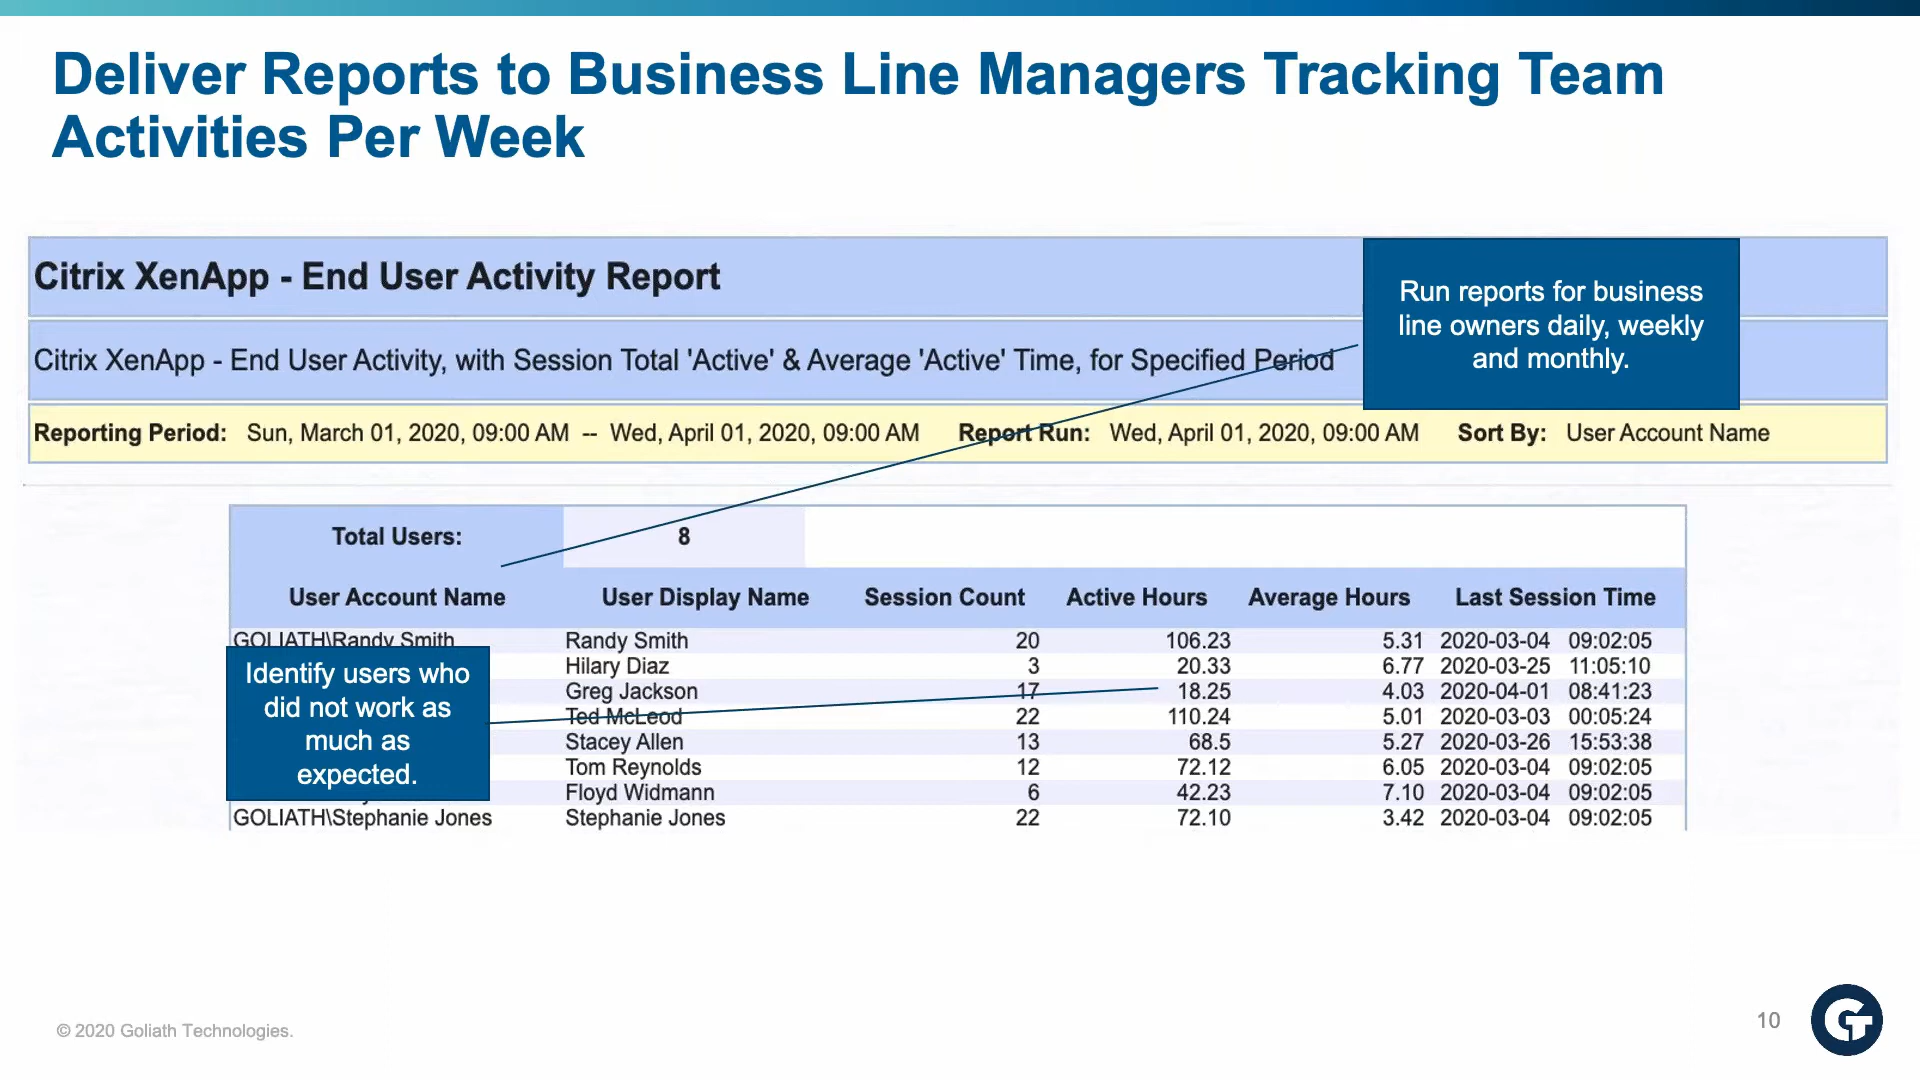 Deliver Reports to Business Line Managers Tracking Team
Activities Per Week
Citrix XenApp - End User Activity Report
Run reports for business
line owners daily, weekly
and monthly.
Citrix XenApp - End User Activity, with Session Total 'Active' & Average 'Active' Time, for Specified Period
Reporting Period: Sun, March 01, 2020, 09:00 AM -- Wed, April 01, 2020, 09:00 AM Report Run: Wed, April 01, 2020, 09:00 AM Sort By: User Account Name
Total Users: 8
User Account Name User Display Name Session Count Active Hours Average Hours Last Session Time
GOLIATH\Randy Smith Randy Smith 20 106.23 5.31 2020-03-04 09:02:05
Hilary Diaz 3 20.33 6.77 2020-03-25 11:05:10
Greg Jackson 17 18.25 4.03 2020-04-01 08:41:23
Ted McLeod 22 110.24 5.01 2020-03-03 00:05:24
Stacey Allen 13 68.5 5.27 2020-03-26 15:53:38
Tom Reynolds 12 72.12 6.05 2020-03-04 09:02:05
Floyd Widmann 6 42.23 7.10 2020-03-04 09:02:05
GOLIATH\Stephanie Jones Stephanie Jones 22 72.10 3.42 2020-03-04 09:02:05
Identify users who
did not work as
much as
expected.
© 2020 Goliath Technologies.
10